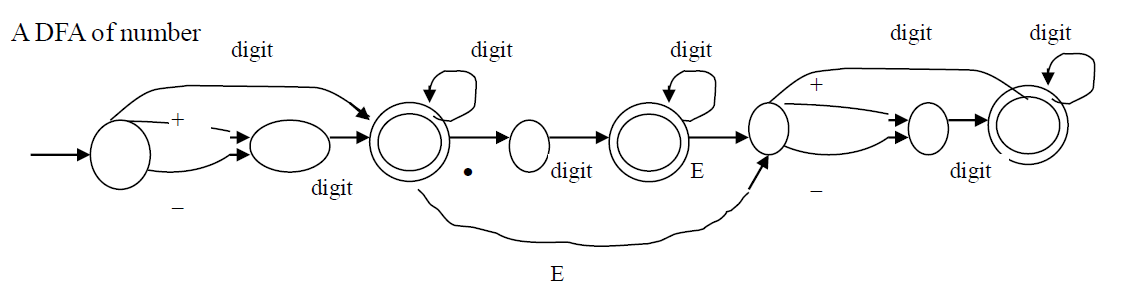 A DFA of number
digit digit digit digit digit
+ +
digit • digit E digit
– –
E